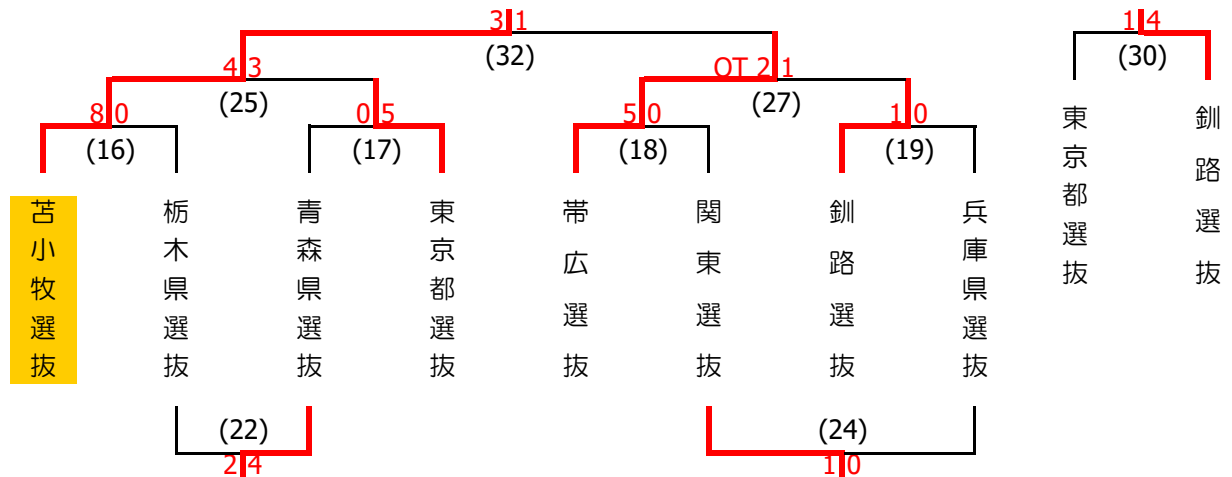 3 1
(32)
1 4
(30)
4 3
(25)
OT 2 1
(27)
8 0
(16)
0 5
(17)
5 0
(18)
1 0
(19)
苫小牧選抜
栃木県選抜
青森県選抜
東京都選抜
帯広選抜
関東選抜
釧路選抜
兵庫県選抜
東京都選抜
釧路選抜
(22)
2 4
(24)
1 0